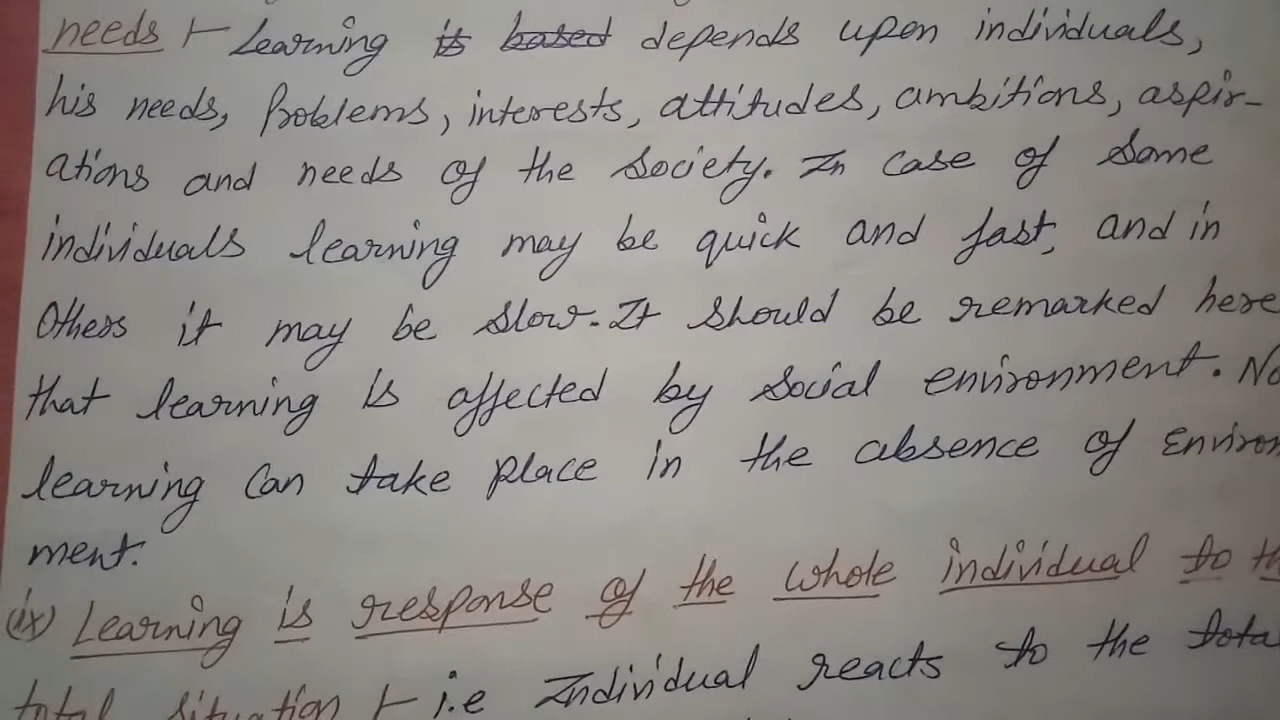 needs :- Learning is based depends upon individuals,
his needs, Problems, interests, attitudes, ambitions, aspir-
ations and needs of the Society. In Case of Some
individuals learning may be quick and fast, and in
Others it may be Slow. It Should be remarked here
that learning is affected by Social environment. No
learning Can take Place in the absence of Environ
ment.
(ix) Learning is response of the whole individual to th
total situation :- i.e Individual reacts to the tota